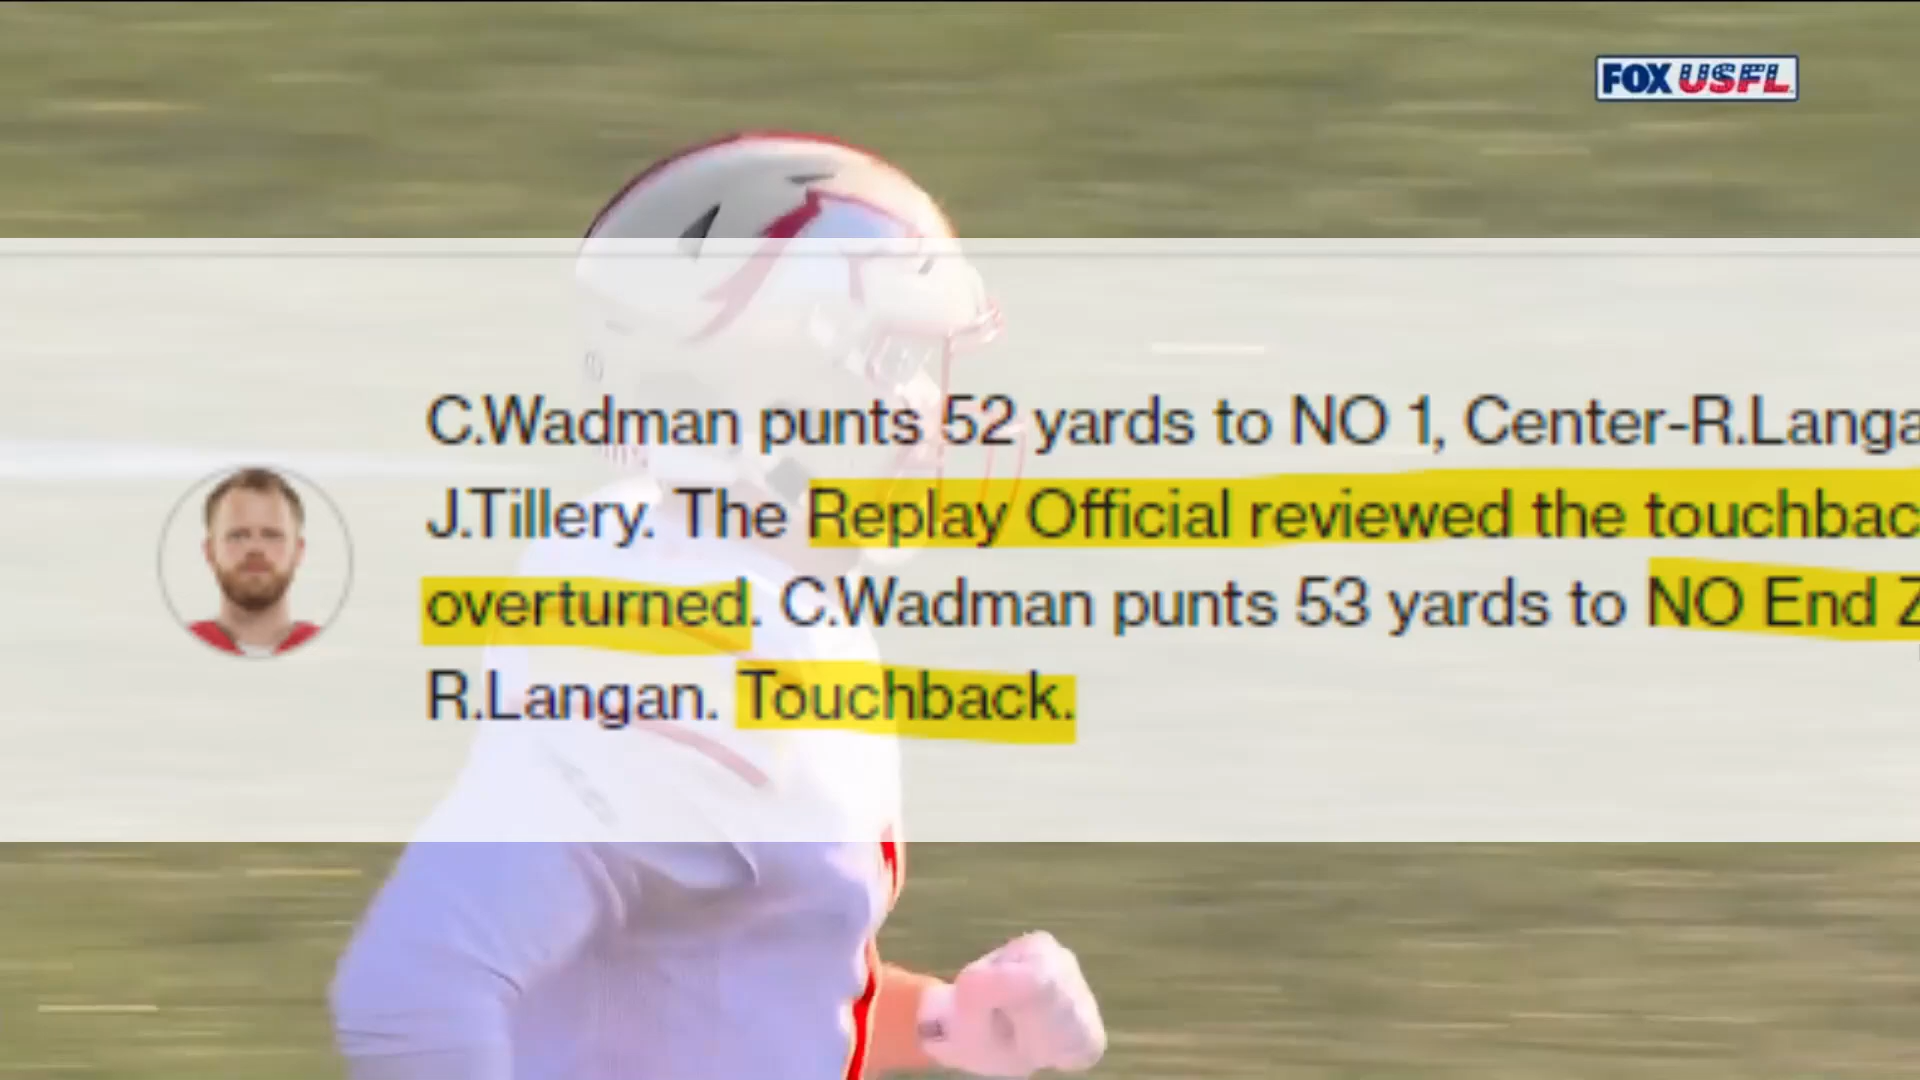 FOX USFL
C.Wadman punts 52 yards to NO 1, Center-R.Langa
J.Tillery. The Replay Official reviewed the touchbac
overturned. C.Wadman punts 53 yards to NO End Z
R.Langan. Touchback.